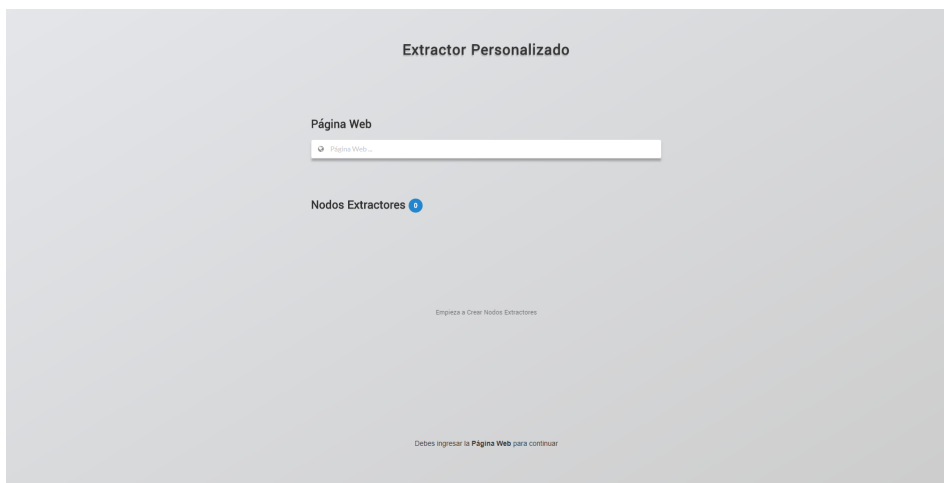 Extractor Personalizado
Página Web
Página Web ...
Nodos Extractores 0
Empieza a Crear Nodos Extractores
Debes ingresar la Página Web para continuar